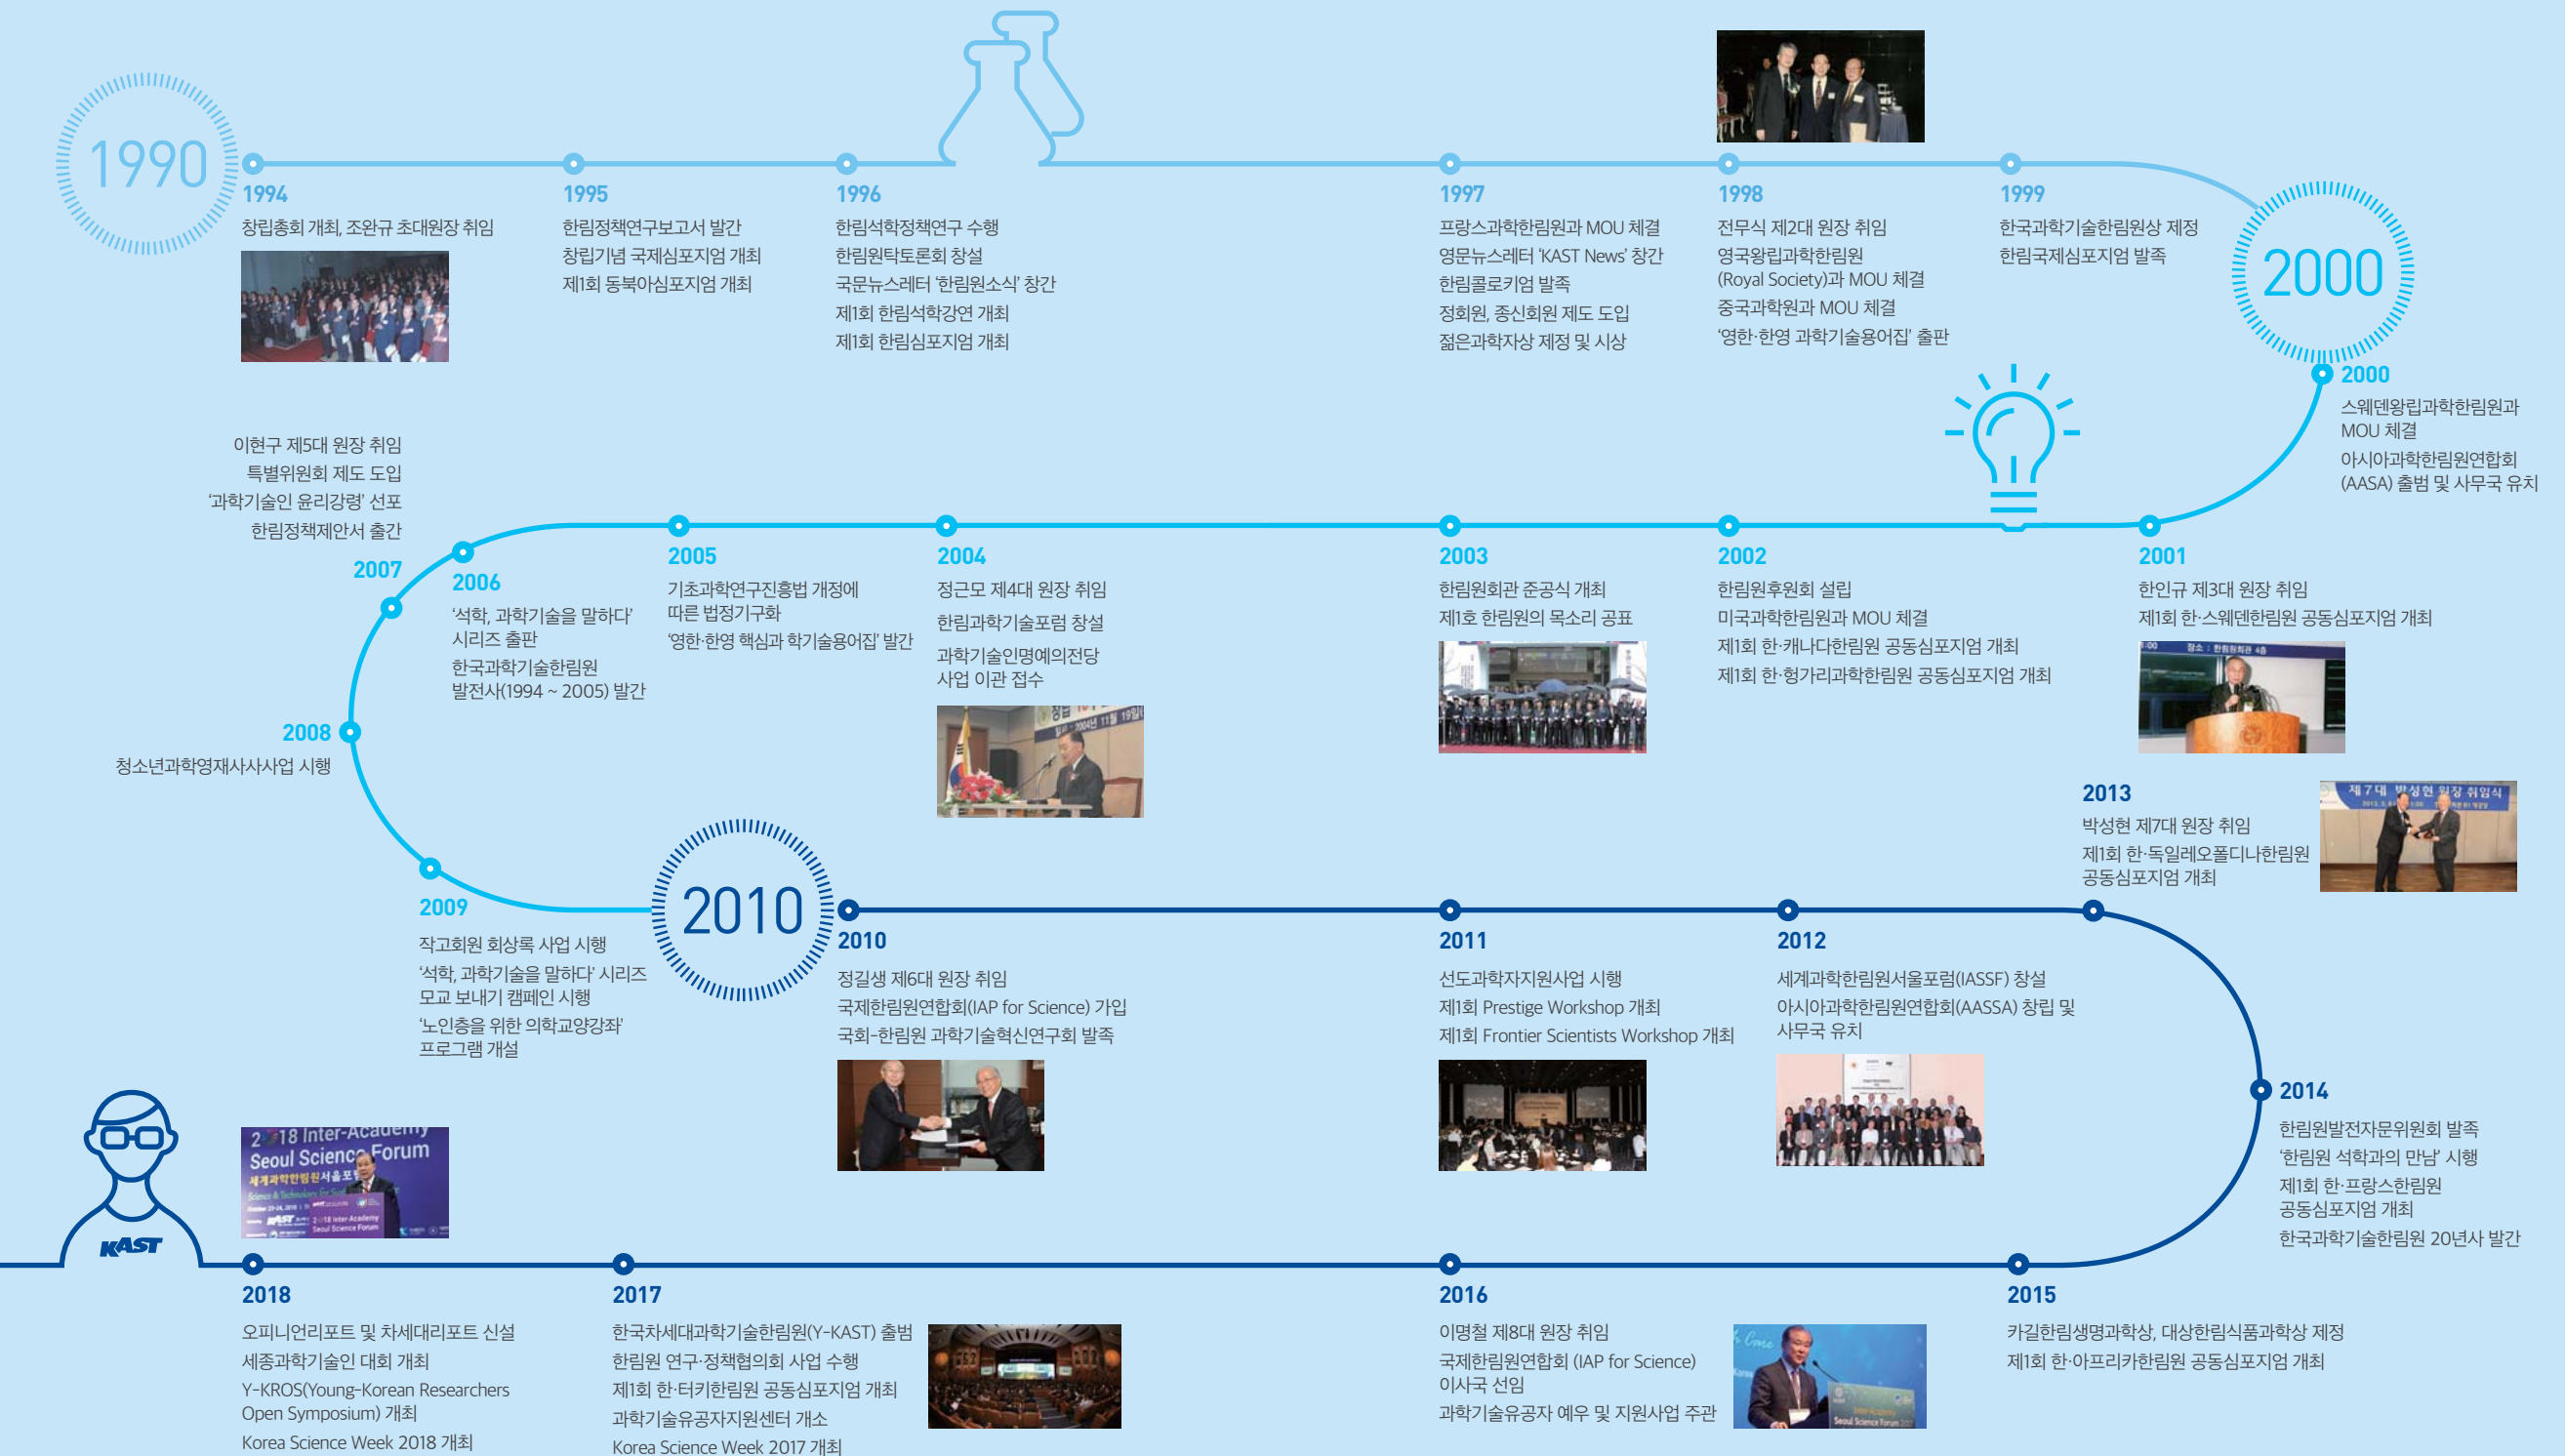 1990
1994
창립총회 개최, 조완규 초대원장 취임
1995
한림정책연구보고서 발간
창립기념 국제심포지엄 개최
제1회 동북아심포지엄 개최
1996
한림석학정책연구 수행
한림원탁토론회 창설
국문뉴스레터 ‘한림원소식’ 창간
제1회 한림석학강연 개최
제1회 한림심포지엄 개최
1997
프랑스과학한림원과 MOU 체결
영문뉴스레터 ‘KAST News’ 창간
한림콜로키엄 발족
정회원, 종신회원 제도 도입
젊은과학자상 제정 및 시상
1998
전무식 제2대 원장 취임
영국왕립과학한림원
(Royal Society)과 MOU 체결
중국과학원과 MOU 체결
‘영한·한영 과학기술용어집’ 출판
1999
한국과학기술한림원상 제정
한림국제심포지엄 발족
2000
2000
스웨덴왕립과학한림원과
MOU 체결
아시아과학한림원연합회
(AASA) 출범 및 사무국 유치
2001
한인규 제3대 원장 취임
제1회 한·스웨덴한림원 공동심포지엄 개최
장소 : 한림원회관 4층
2002
한림원후원회 설립
미국과학한림원과 MOU 체결
제1회 한·캐나다한림원 공동심포지엄 개최
제1회 한·헝가리과학한림원 공동심포지엄 개최
2003
한림원회관 준공식 개최
제1호 한림원의 목소리 공표
2004
정근모 제4대 원장 취임
한림과학기술포럼 창설
과학기술인명예의전당
사업 이관 접수
2004년 11월 19일
2005
기초과학연구진흥법 개정에
따른 법정기구화
‘영한·한영 핵심과 학기술용어집’ 발간
2006
‘석학, 과학기술을 말하다’
시리즈 출판
한국과학기술한림원
발전사(1994 ~ 2005) 발간
이현구 제5대 원장 취임
특별위원회 제도 도입
‘과학기술인 윤리강령’ 선포
한림정책제안서 출간
2007
2008
청소년과학영재사사사업 시행
2009
작고회원 회상록 사업 시행
‘석학, 과학기술을 말하다’ 시리즈
모교 보내기 캠페인 시행
‘노인층을 위한 의학교양강좌’
프로그램 개설
2010
2010
정길생 제6대 원장 취임
국제한림원연합회(IAP for Science) 가입
국회-한림원 과학기술혁신연구회 발족
2011
선도과학자지원사업 시행
제1회 Prestige Workshop 개최
제1회 Frontier Scientists Workshop 개최
2012
세계과학한림원서울포럼(IASSF) 창설
아시아과학한림원연합회(AASSA) 창립 및
사무국 유치
2013
박성현 제7대 원장 취임
제1회 한·독일레오폴디나한림원
공동심포지엄 개최
제7대 박성현 원장 취임식
2014
한림원발전자문위원회 발족
‘한림원 석학과의 만남’ 시행
제1회 한·프랑스한림원
공동심포지엄 개최
한국과학기술한림원 20년사 발간
2015
카길한림생명과학상, 대상한림식품과학상 제정
제1회 한·아프리카한림원 공동심포지엄 개최
2016
이명철 제8대 원장 취임
국제한림원연합회 (IAP for Science)
이사국 선임
과학기술유공자 예우 및 지원사업 주관
Inter-Academy
Seoul Science Forum
2017
한국차세대과학기술한림원(Y-KAST) 출범
한림원 연구·정책협의회 사업 수행
제1회 한·터키한림원 공동심포지엄 개최
과학기술유공자지원센터 개소
Korea Science Week 2017 개최
2018 Inter-Academy
Seoul Science Forum
세계과학한림원서울포럼
KAST
2018 Inter-Academy
Seoul Science Forum
KAST
2018
오피니언리포트 및 차세대리포트 신설
세종과학기술인 대회 개최
Y-KROS(Young-Korean Researchers
Open Symposium) 개최
Korea Science Week 2018 개최